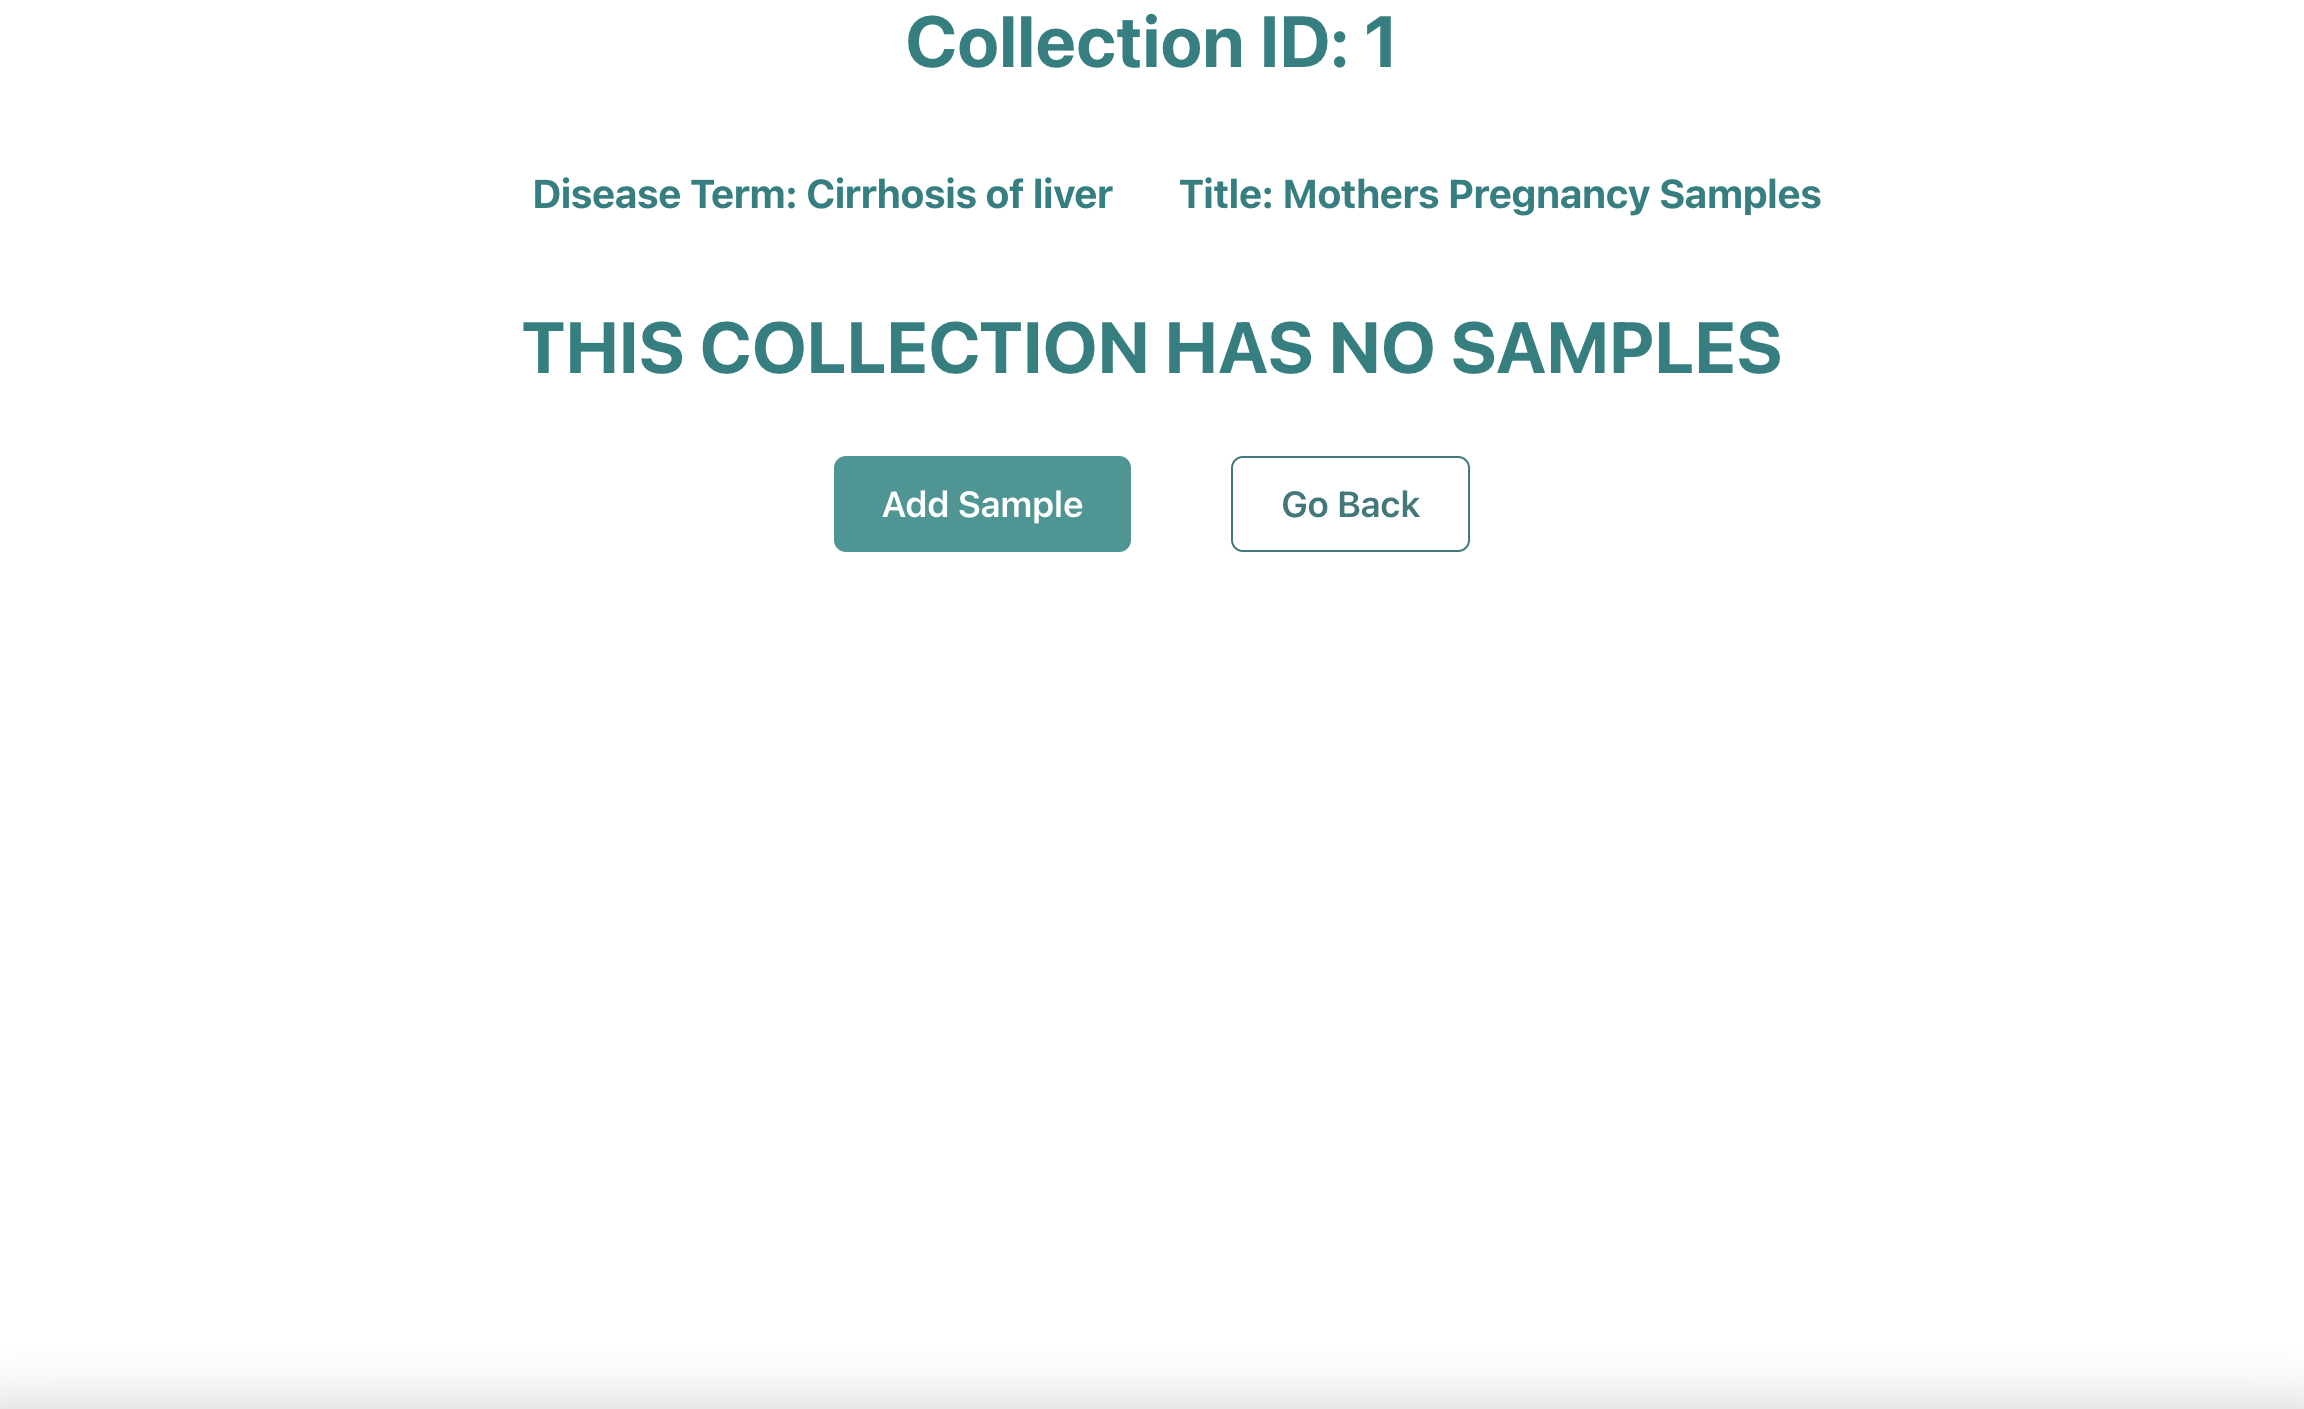 Collection ID: 1
Disease Term: Cirrhosis of liver Title: Mothers Pregnancy Samples
THIS COLLECTION HAS NO SAMPLES
Add Sample Go Back